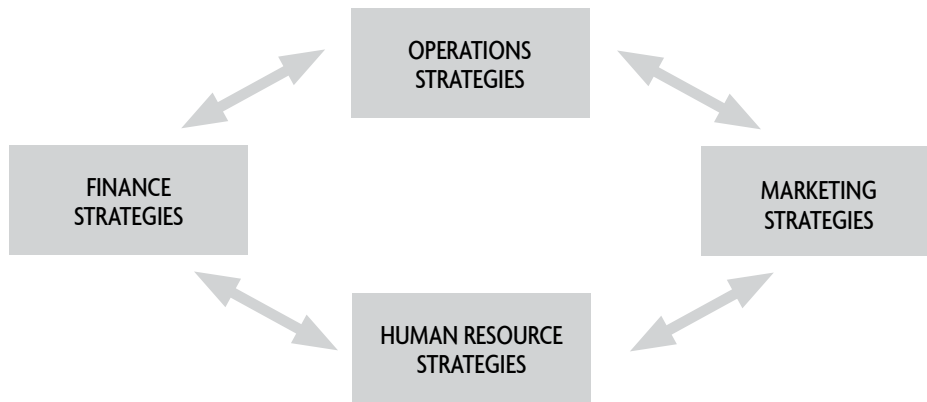 OPERATIONS
STRATEGIES
FINANCE
STRATEGIES
MARKETING
STRATEGIES
HUMAN RESOURCE
STRATEGIES